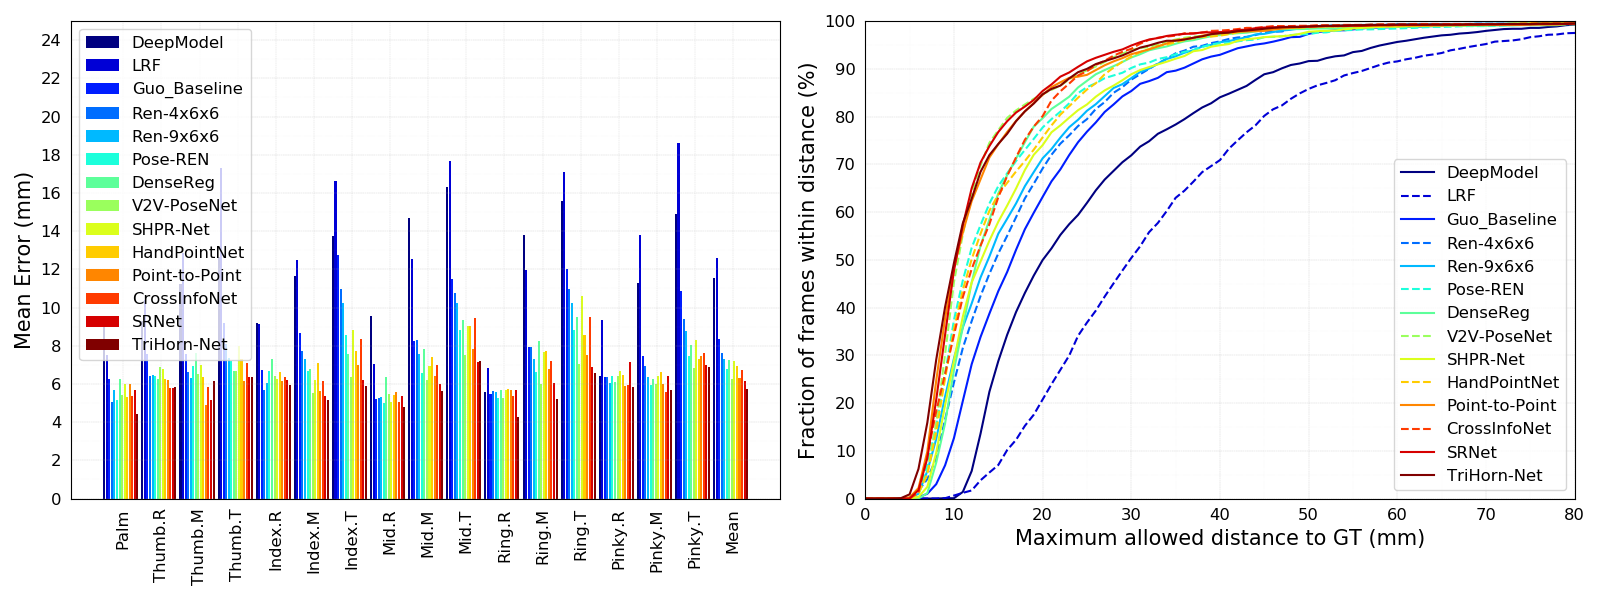 Mean Error (mm)
24
22
20
18
16
14
12
10
8
6
4
2
0
DeepModel
LRF
Guo_Baseline
Ren-4x6x6
Ren-9x6x6
Pose-REN
DenseReg
V2V-PoseNet
SHPR-Net
HandPointNet
Point-to-Point
CrossInfoNet
SRNet
TriHorn-Net
Palm
Thumb.R
Thumb.M
Thumb.T
Index.R
Index.M
Index.T
Mid.R
Mid.M
Mid.T
Ring.R
Ring.M
Ring.T
Pinky.R
Pinky.M
Pinky.T
Mean
Fraction of frames within distance (%)
100
90
80
70
60
50
40
30
20
10
0
DeepModel
LRF
Guo_Baseline
Ren-4x6x6
Ren-9x6x6
Pose-REN
DenseReg
V2V-PoseNet
SHPR-Net
HandPointNet
Point-to-Point
CrossInfoNet
SRNet
TriHorn-Net
0 10 20 30 40 50 60 70 80
Maximum allowed distance to GT (mm)